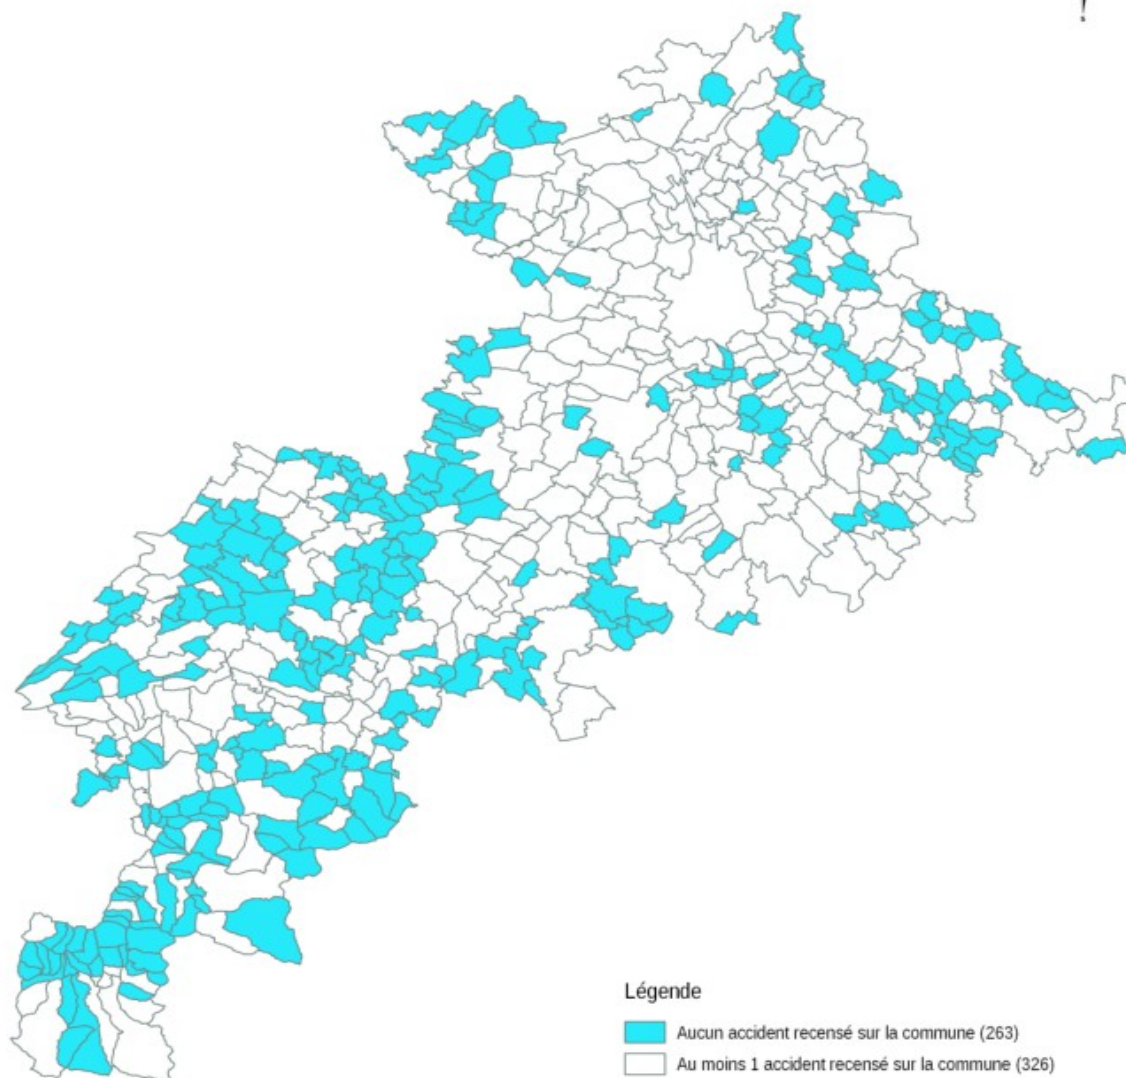 Légende
Aucun accident recensé sur la commune (263)
Au moins 1 accident recensé sur la commune (326)